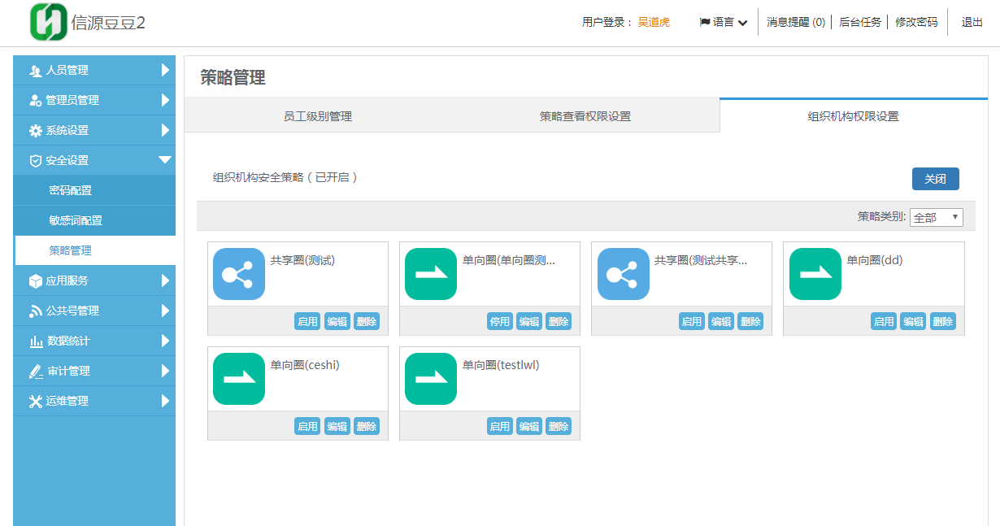 信源豆豆2
用户登录： 吴道虎 语言 消息提醒 (0) 后台任务 修改密码 退出
人员管理
管理员管理
系统设置
安全设置
密码配置
敏感词配置
策略管理
应用服务
公共号管理
数据统计
审计管理
运维管理
策略管理
员工级别管理 策略查看权限设置 组织机构权限设置
组织机构安全策略（已开启） 关闭
策略类别: 全部
共享圈(测试) 单向圈(单向圈测... 共享圈(测试共享... 单向圈(dd)
启用 编辑 删除 停用 编辑 删除 启用 编辑 删除 启用 编辑 删除
单向圈(ceshi) 单向圈(testlwl)
启用 编辑 删除 启用 编辑 删除